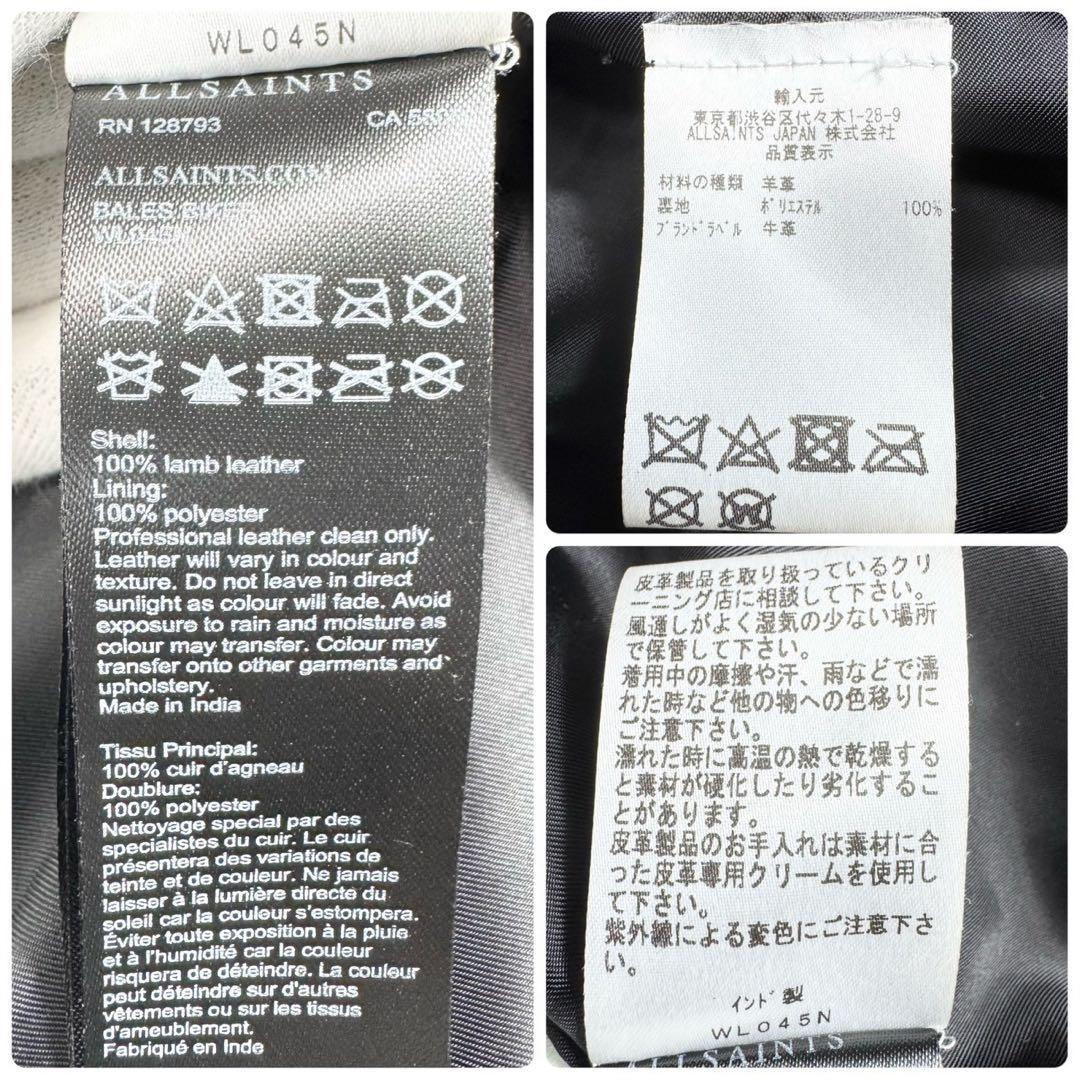 WL045N
ALLSAINTS
RN 128793
ALLSAINTS.COM
BALES
Shell:
100% lamb leather
Lining:
100% polyester
Professional leather clean only.
Leather will vary in colour and
texture. Do not leave in direct
sunlight as colour will fade. Avoid
exposure to rain and moisture as
colour may transfer. Colour may
transfer onto other garments and
upholstery.
Made in India
Tissu Principal:
100% cuir d'agneau
Doublure:
100% polyester
Nettoyage special par des
specialistes du cuir. Le cuir
présentera des variations de
teinte et de couleur. Ne jamais
laisser à la lumière directe du
soleil car la couleur s'estompera.
Éviter toute exposition à la pluie
et à l'humidité car la couleur
risquera de déteindre. La couleur
peut déteindre sur d'autres
vêtements ou sur les tissus
d'ameublement.
Fabriqué en Inde
輸入元
東京都渋谷区代々木1-28-9
ALLSAINTS JAPAN 株式会社
品質表示
材料の種類 羊革
裏地 ポリエステル 100%
ブランドラベル 牛革
皮革製品を取り扱っているクリ
ーニング店に相談して下さい。
風通しがよく湿気の少ない場所
で保管して下さい。
着用中の摩擦や汗、雨などで濡
れた時など他の物への色移りに
ご注意下さい。
濡れた時に高温の熱で乾燥する
と素材が硬化したり劣化するこ
とがあります。
皮革製品のお手入れは素材に合
った皮革専用クリームを使用し
て下さい。
紫外線による変色にご注意下さ
い。
インド製
WL045N
ALLSAINTS